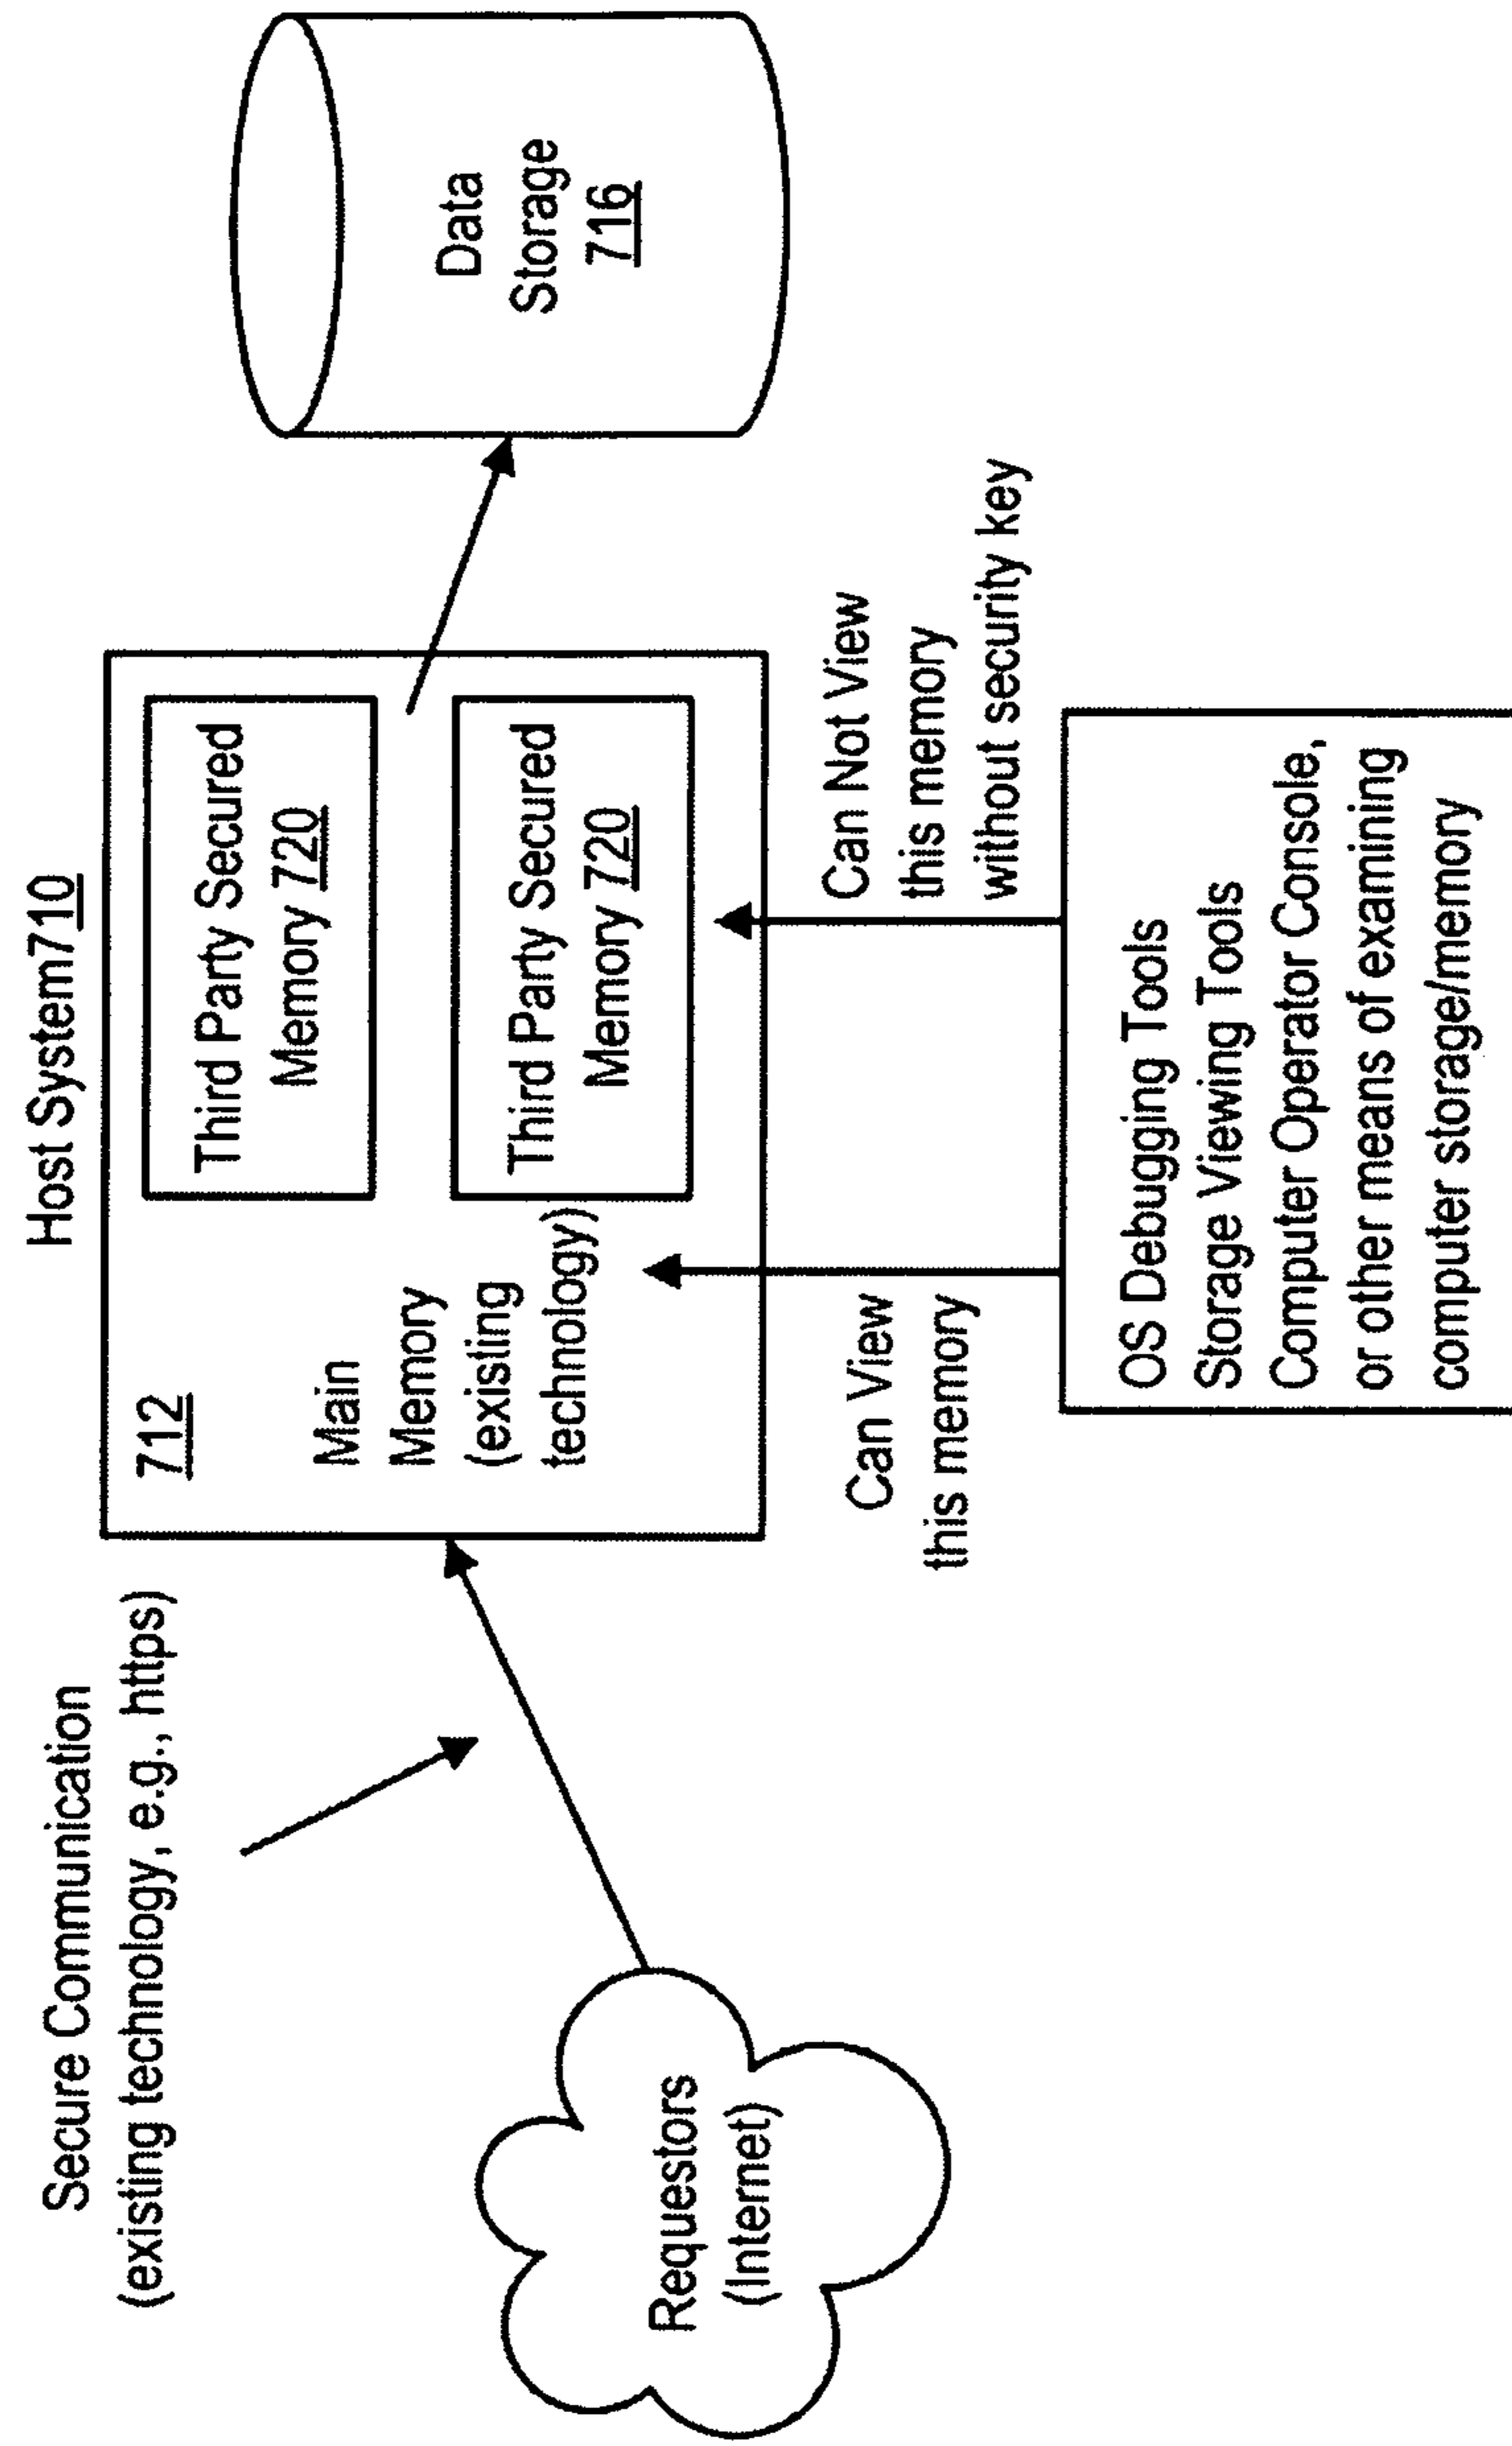 Secure Communication
(existing technology, e.g., https)
Host System710
712
Main
Memory
(existing
technology)
Third Party Secured
Memory 720
Third Party Secured
Memory 720
Data
Storage
716
Requestors
(Internet)
Can View
this memory
Can Not View
this memory
without security key
OS Debugging Tools
Storage Viewing Tools
Computer Operator Console,
or other means of examining
computer storage/memory